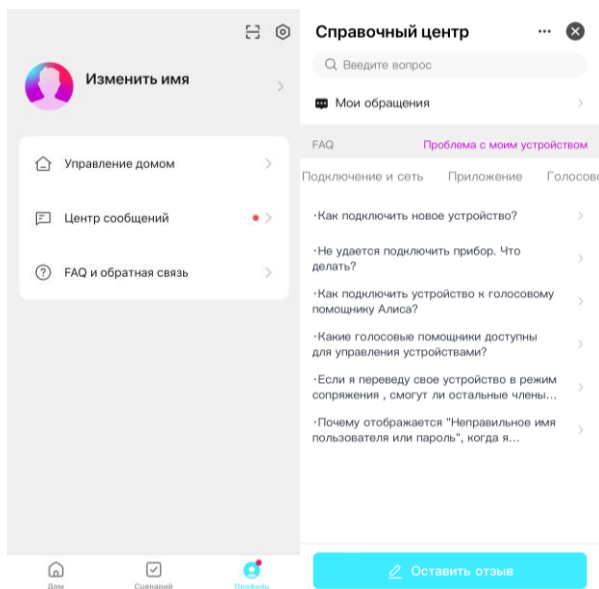 Изменить имя
Управление домом
Центр сообщений
FAQ и обратная связь
Дом
Сценарий
Профиль
Справочный центр
Введите вопрос
Мои обращения
FAQ
Проблема с моим устройством
Подключение и сеть
Приложение
Голосов
·Как подключить новое устройство?
·Не удается подключить прибор. Что
делать?
·Как подключить устройство к голосовому
помощнику Алиса?
·Какие голосовые помощники доступны
для управления устройствами?
·Если я переведу свое устройство в режим
сопряжения , смогут ли остальные члены...
·Почему отображается "Неправильное имя
пользователя или пароль", когда я...
Оставить отзыв